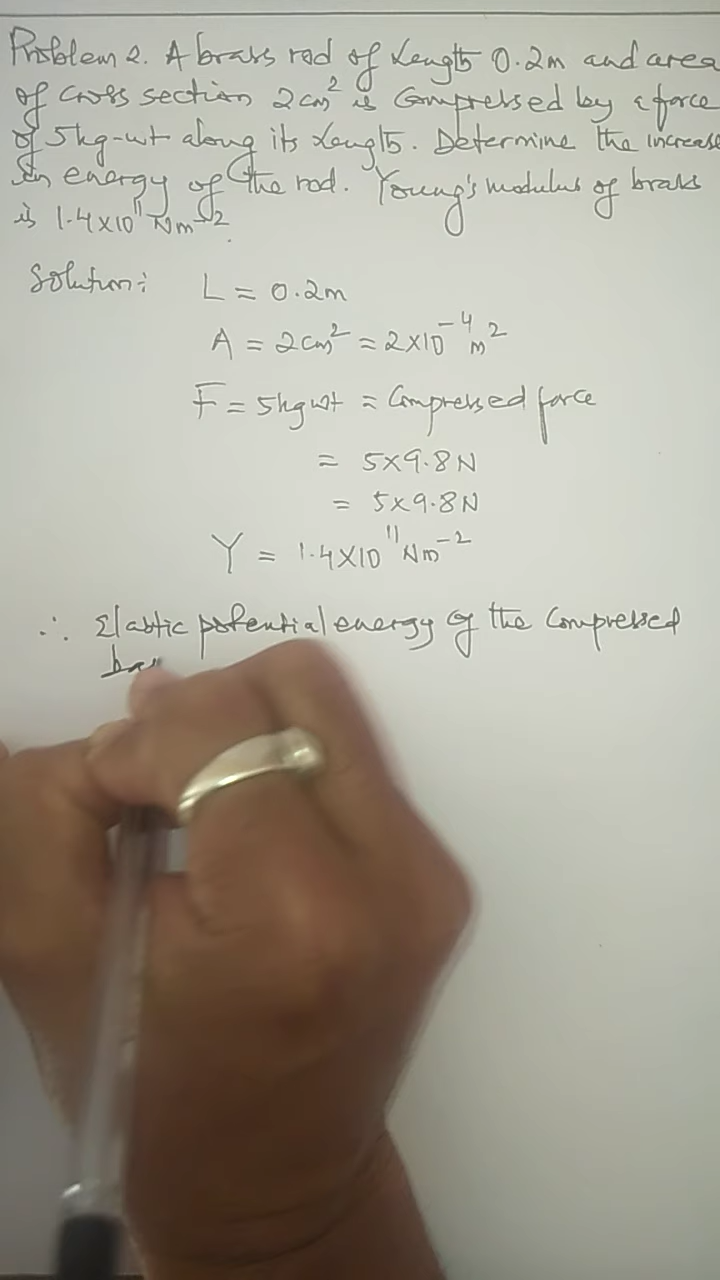 Problem 2. A brass rod of Length 0.2m and area
of cross section 2cm² is compressed by a force
of 5kg-wt along its Length. Determine the increase
in energy of the rod. Young's modulus of brass
is 1.4×10¹¹ Nm⁻².
Solution: L = 0.2m
A = 2cm² = 2×10⁻⁴ m²
F = 5kgwt = Compressed force
= 5×9.8N
= 5×9.8N
Y = 1.4×10¹¹ Nm⁻²
∴ Elastic potential energy of the Compressed